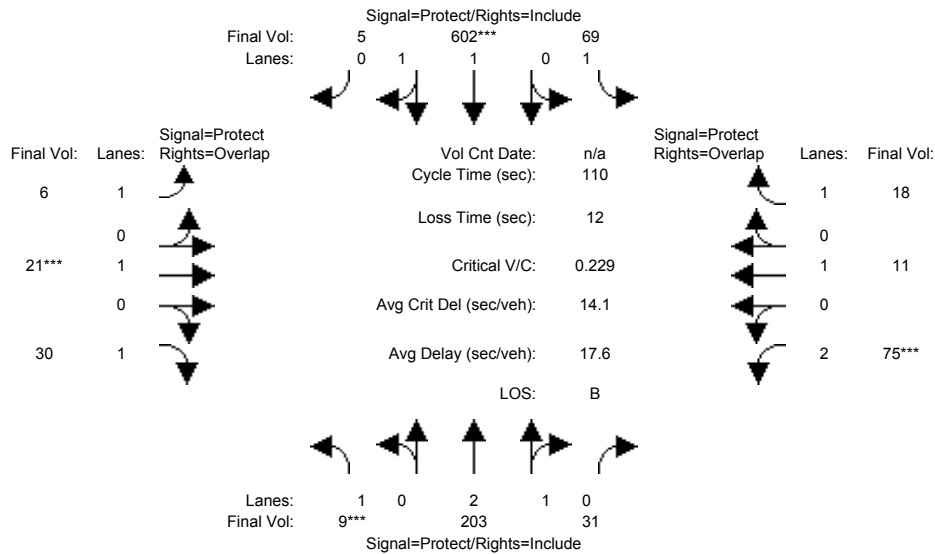 Signal=Protect/Rights=Include
Final Vol: 5 602*** 69
Lanes: 0 1 1 0 1
Signal=Protect Signal=Protect
Final Vol: Lanes: Rights=Overlap Vol Cnt Date: n/a Rights=Overlap Lanes: Final Vol:
Cycle Time (sec): 110
6 1 1 18
Loss Time (sec): 12
0 0
21*** 1 Critical V/C: 0.229 1 11
0 Avg Crit Del (sec/veh): 14.1 0
30 1 Avg Delay (sec/veh): 17.6 2 75***
LOS: B
Lanes: 1 0 2 1 0
Final Vol: 9*** 203 31
Signal=Protect/Rights=Include